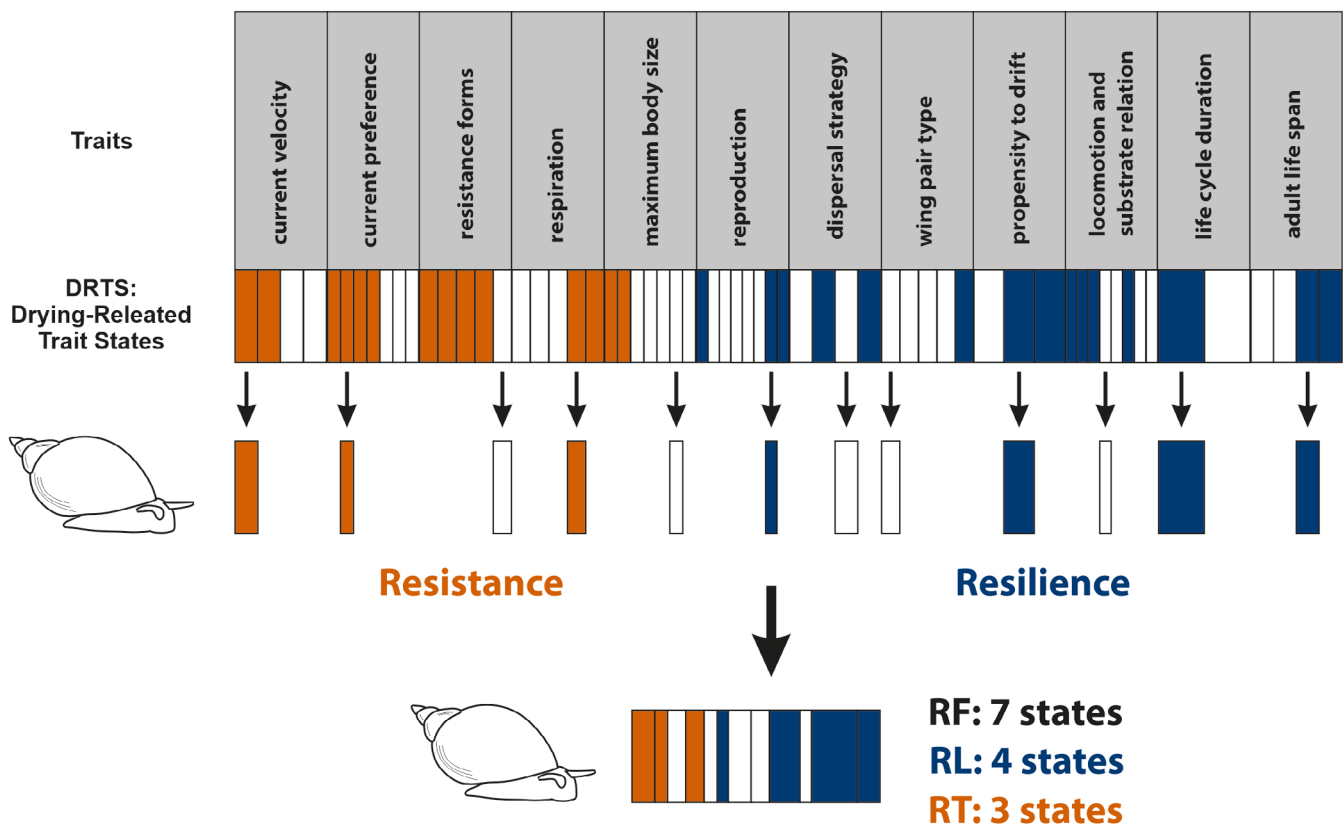 Traits
current velocity
current preference
resistance forms
respiration
maximum body size
reproduction
dispersal strategy
wing pair type
propensity to drift
locomotion and
substrate relation
life cycle duration
adult life span
DRTS:
Drying-Releated
Trait States
Resistance
Resilience
RF: 7 states
RL: 4 states
RT: 3 states